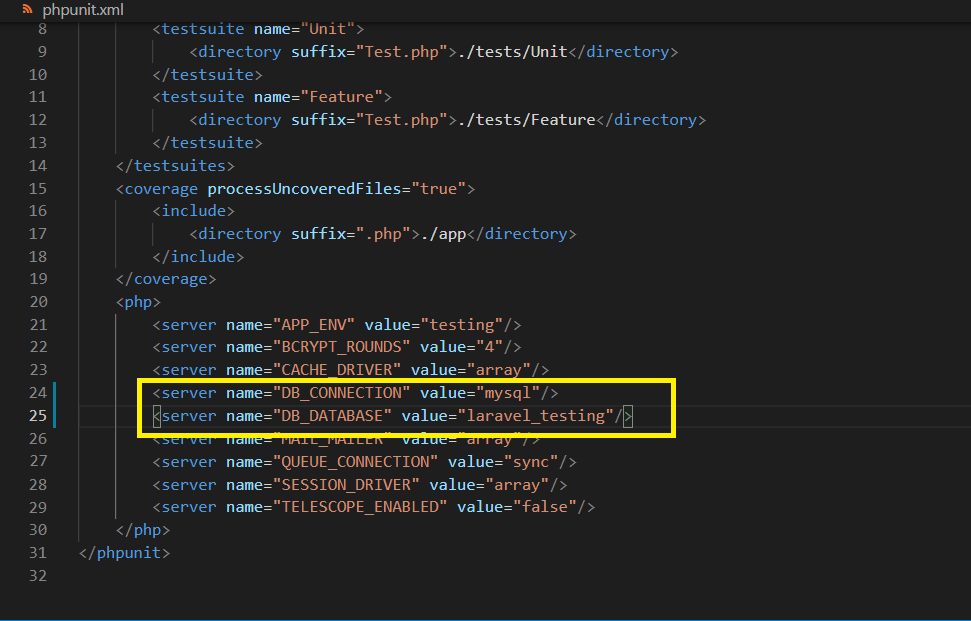 phpunit.xml
8 <testsuite name="Unit">
9 <directory suffix="Test.php">./tests/Unit</directory>
10 </testsuite>
11 <testsuite name="Feature">
12 <directory suffix="Test.php">./tests/Feature</directory>
13 </testsuite>
14 </testsuites>
15 <coverage processUncoveredFiles="true">
16 <include>
17 <directory suffix=".php">./app</directory>
18 </include>
19 </coverage>
20 <php>
21 <server name="APP_ENV" value="testing"/>
22 <server name="BCRYPT_ROUNDS" value="4"/>
23 <server name="CACHE_DRIVER" value="array"/>
24 <server name="DB_CONNECTION" value="mysql"/>
25 <server name="DB_DATABASE" value="laravel_testing"/>
26 <server name="MAIL_MAILER" value="array"/>
27 <server name="QUEUE_CONNECTION" value="sync"/>
28 <server name="SESSION_DRIVER" value="array"/>
29 <server name="TELESCOPE_ENABLED" value="false"/>
30 </php>
31 </phpunit>
32